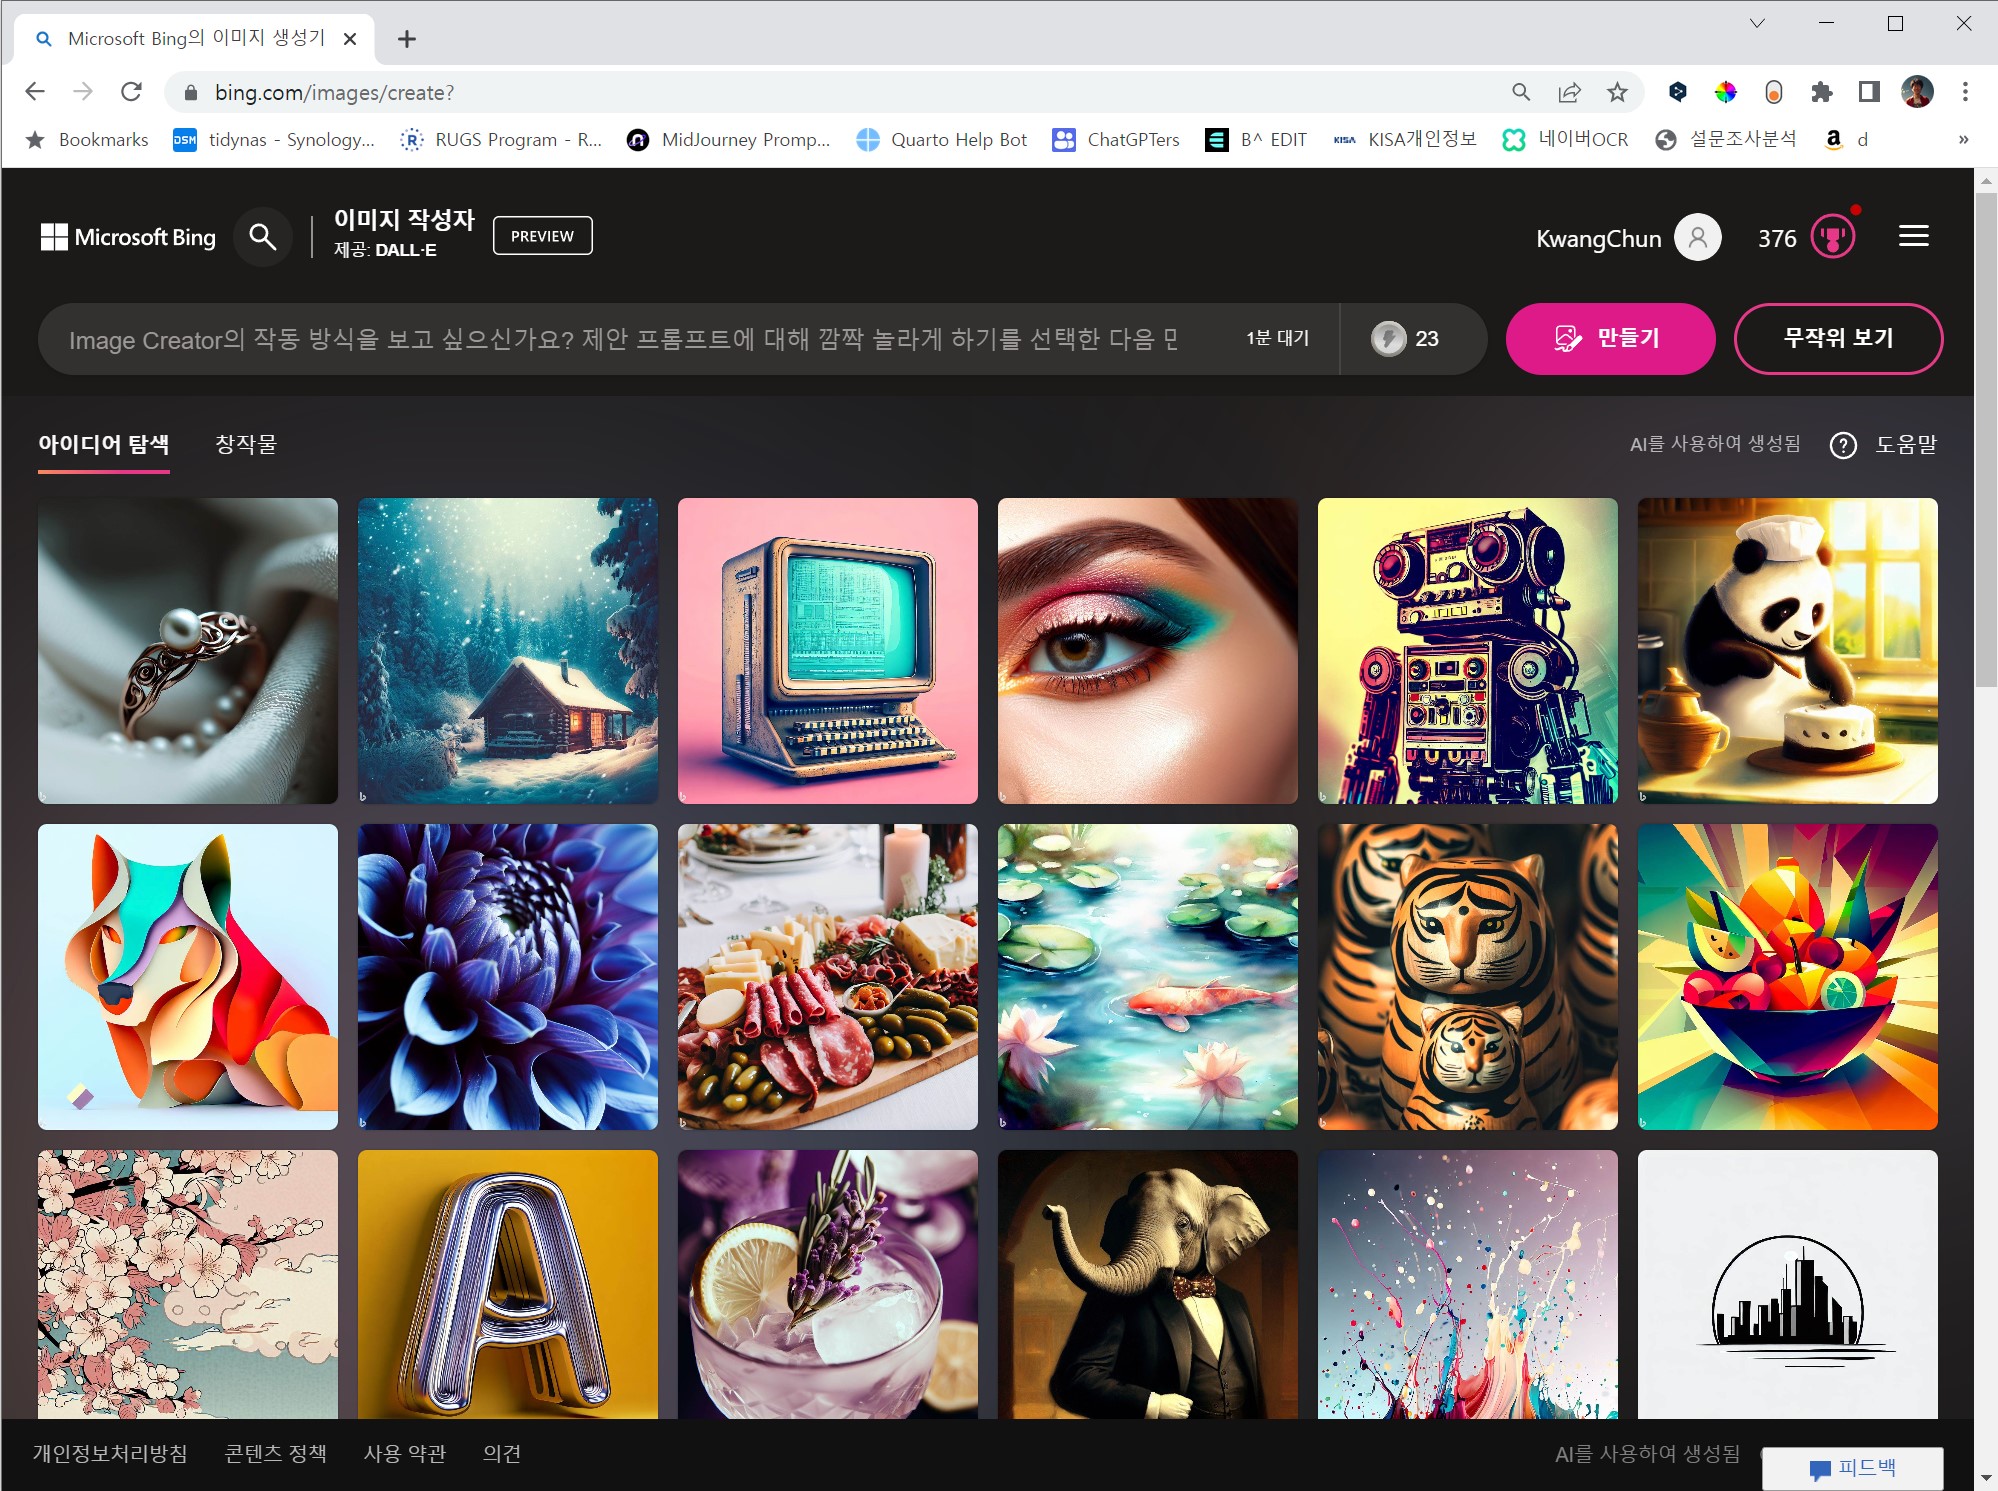 Microsoft Bing의 이미지 생성기
bing.com/images/create?
Bookmarks
DSM tidynas - Synology...
R RUGS Program - R...
MidJourney Promp...
Quarto Help Bot
ChatGPTers
B^ EDIT
KISA KISA개인정보
네이버OCR
설문조사분석
a d
»
Microsoft Bing
이미지 작성자
제공: DALL·E
PREVIEW
KwangChun
376
Image Creator의 작동 방식을 보고 싶으신가요? 제안 프롬프트에 대해 깜짝 놀라게 하기를 선택한 다음 만
1분 대기
23
만들기
무작위 보기
아이디어 탐색
창작물
AI를 사용하여 생성됨
? 도움말
A
개인정보처리방침
콘텐츠 정책
사용 약관
의견
AI를 사용하여 생성됨
피드백